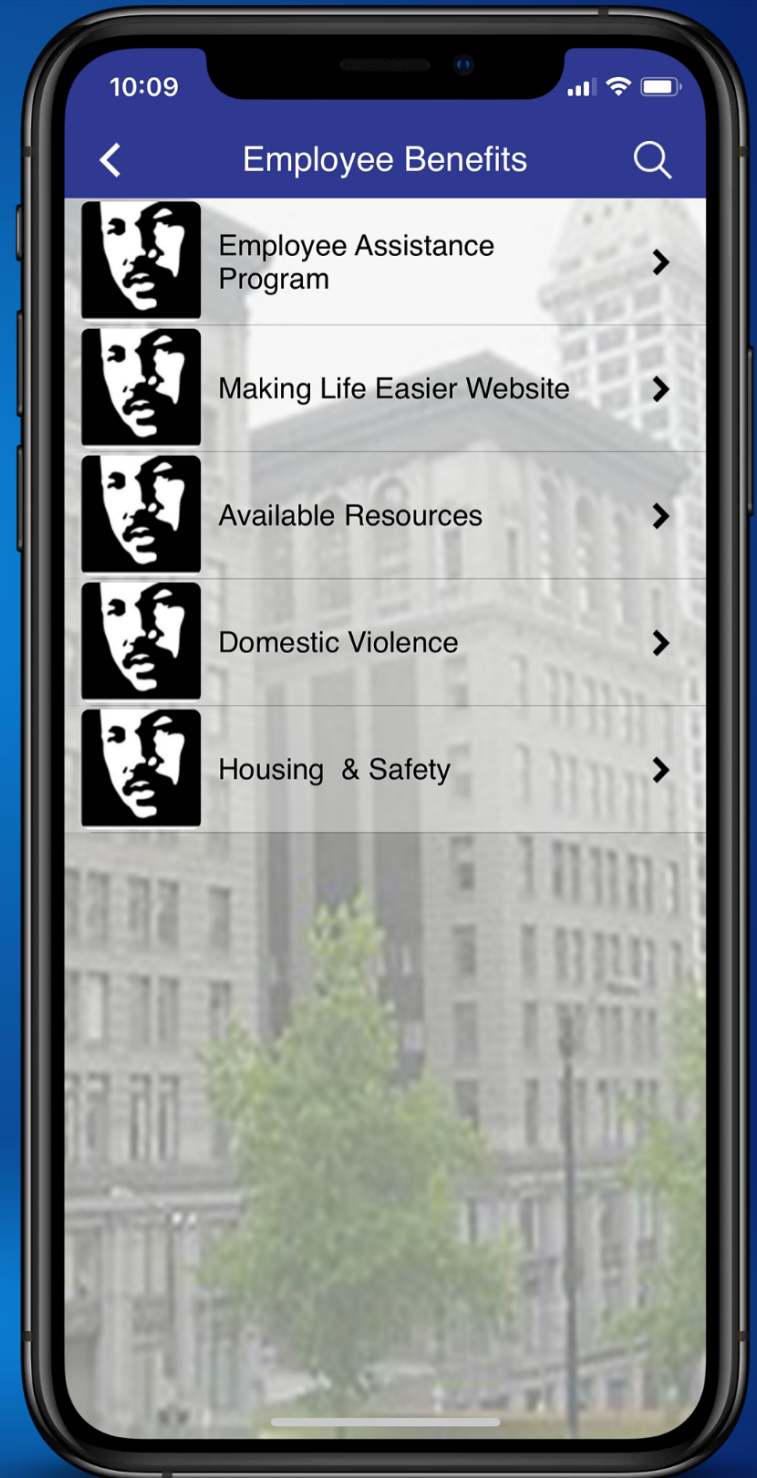 10:09
Employee Benefits
Employee Assistance
Program
Making Life Easier Website
Available Resources
Domestic Violence
Housing  & Safety